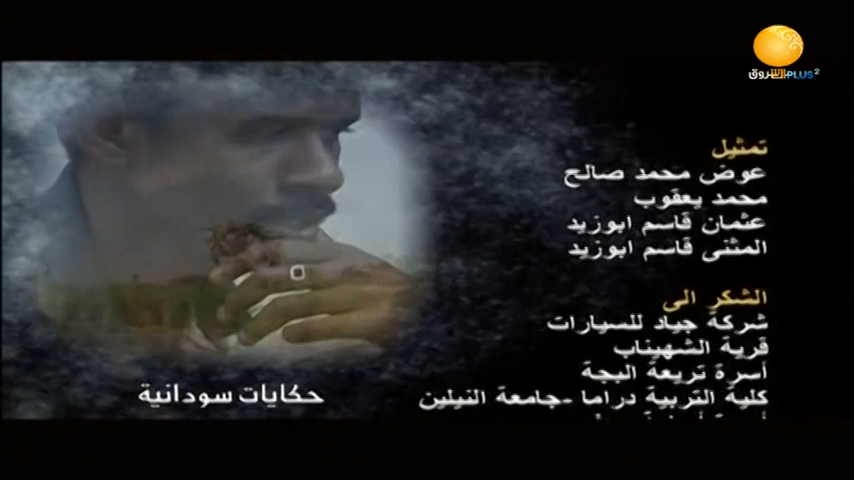 الشروق PLUS²
تمثيل
عوض محمد صالح
محمد يعقوب
عثمان قاسم ابوزيد
المثنى قاسم ابوزيد
الشكر الى
شركة جياد للسيارات
قرية الشهيناب
أسرة تريعة البجة
كلية التربية دراما -جامعة النيلين
حكايات سودانية